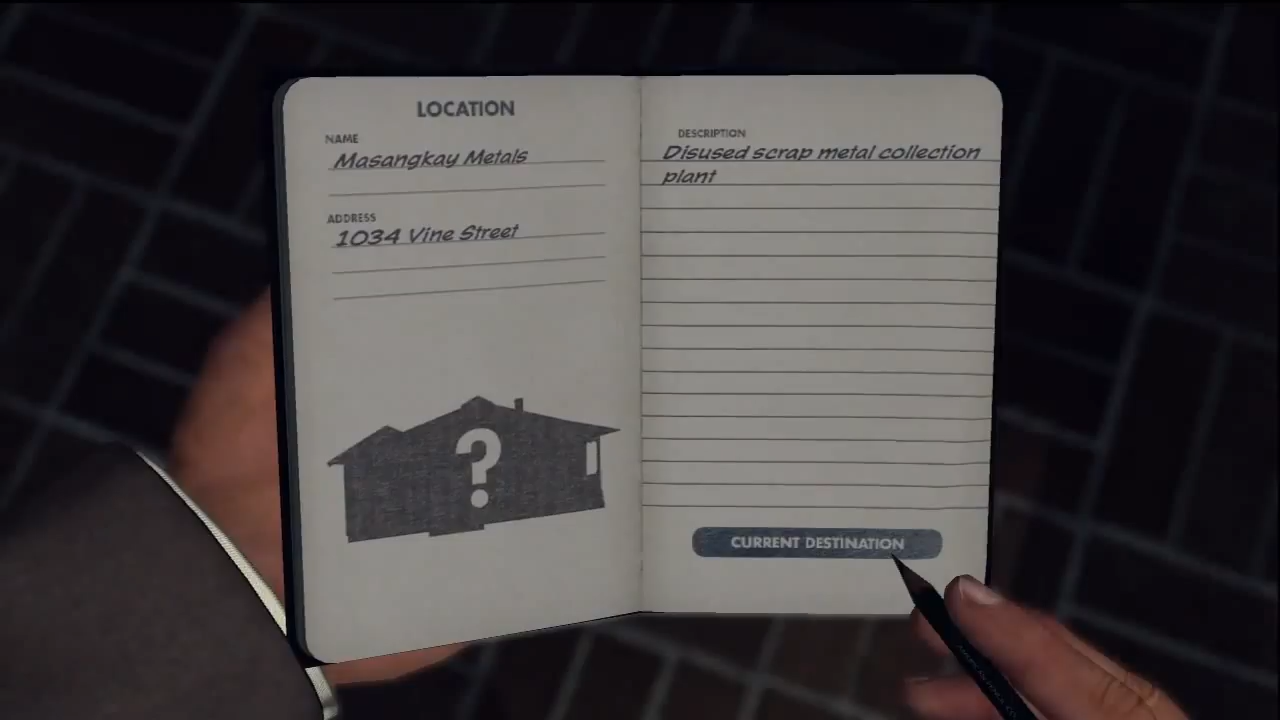 LOCATION
NAME
Masangkay Metals
ADDRESS
1034 Vine Street
?
DESCRIPTION
Disused scrap metal collection
plant
CURRENT DESTINATION